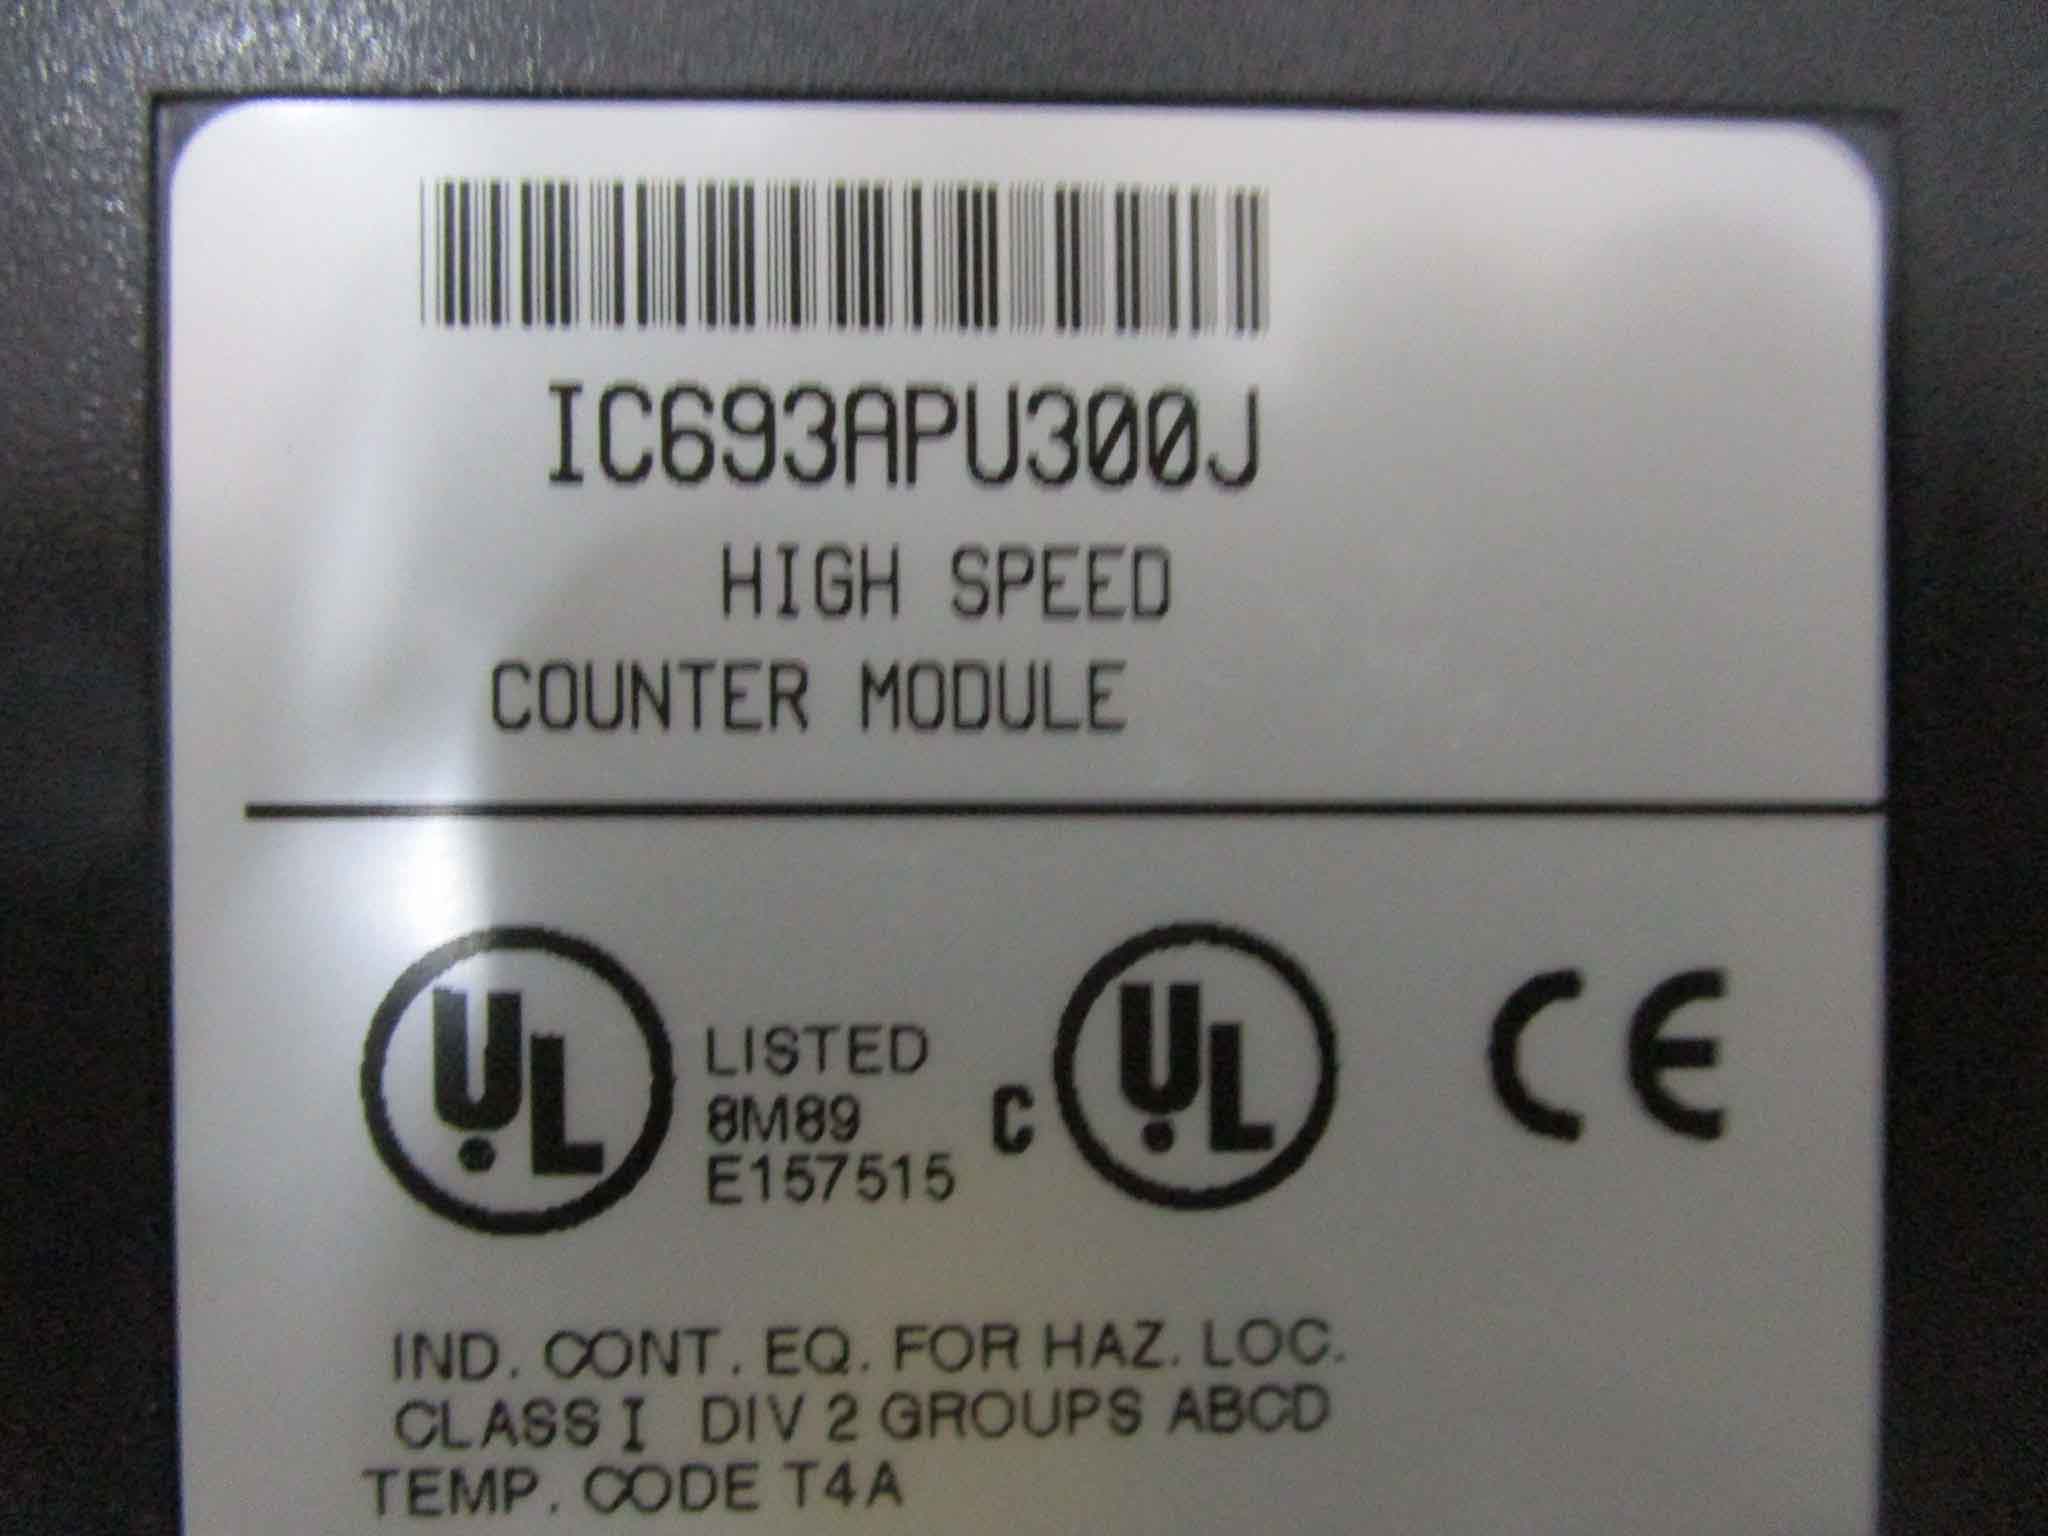 IC693APU300J
HIGH SPEED
COUNTER MODULE
UL LISTED
8M89
E157515
C UL CE
IND. CONT. EQ. FOR HAZ. LOC.
CLASS I DIV 2 GROUPS ABCD
TEMP. CODE T4A